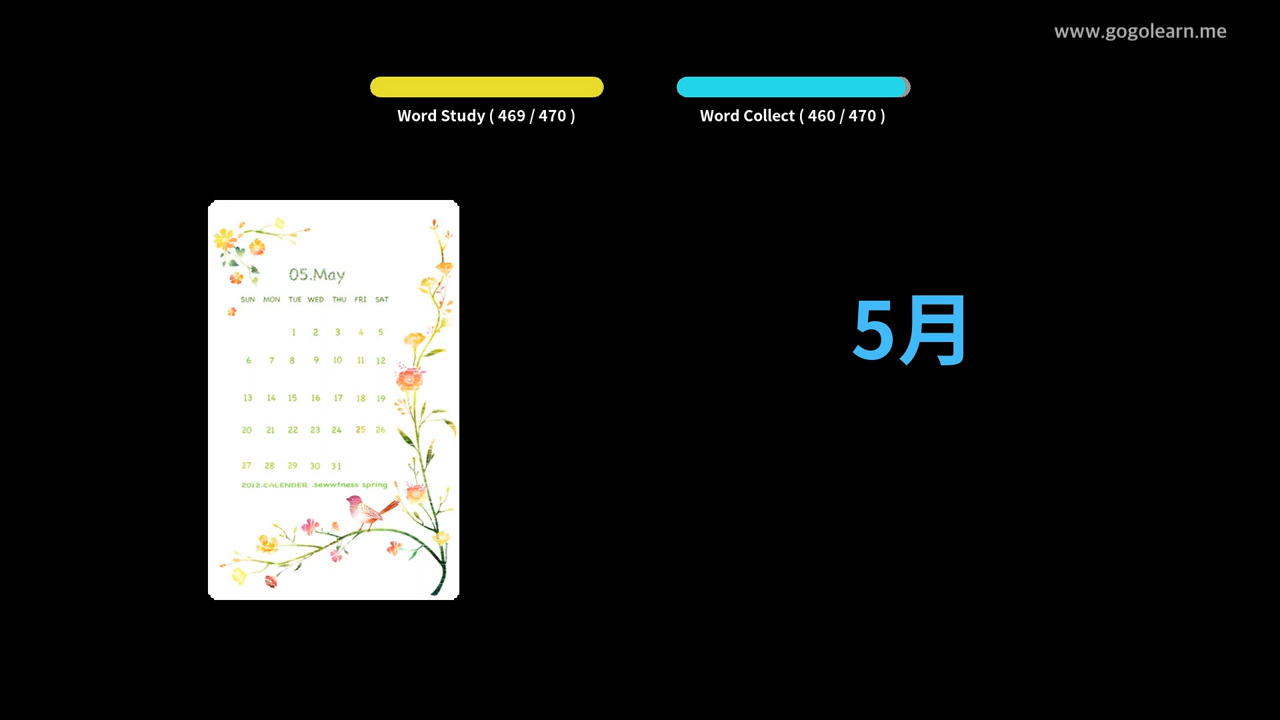 www.gogolearn.me
Word Study ( 469 / 470 )
Word Collect ( 460 / 470 )
05.May
SUN MON TUE WED THU FRI SAT
1 2 3 4 5
6 7 8 9 10 11 12
13 14 15 16 17 18 19
20 21 22 23 24 25 26
27 28 29 30 31
2012.CALENDER .sewwtness spring
5月